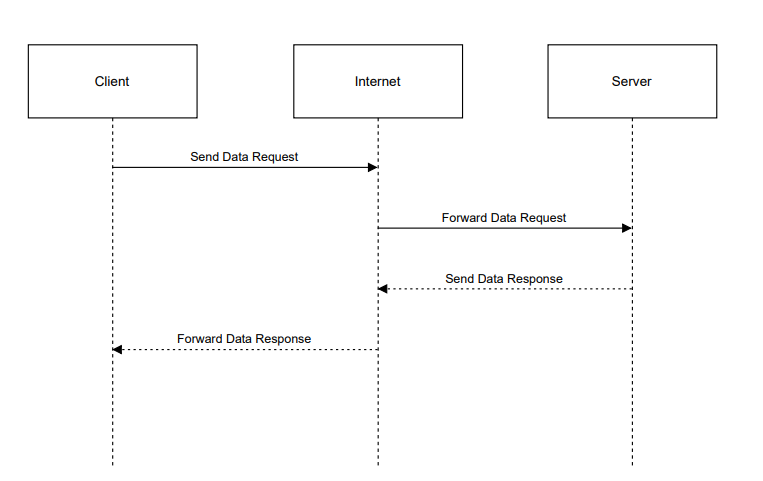 Client
Internet
Server
Send Data Request
Forward Data Request
Send Data Response
Forward Data Response